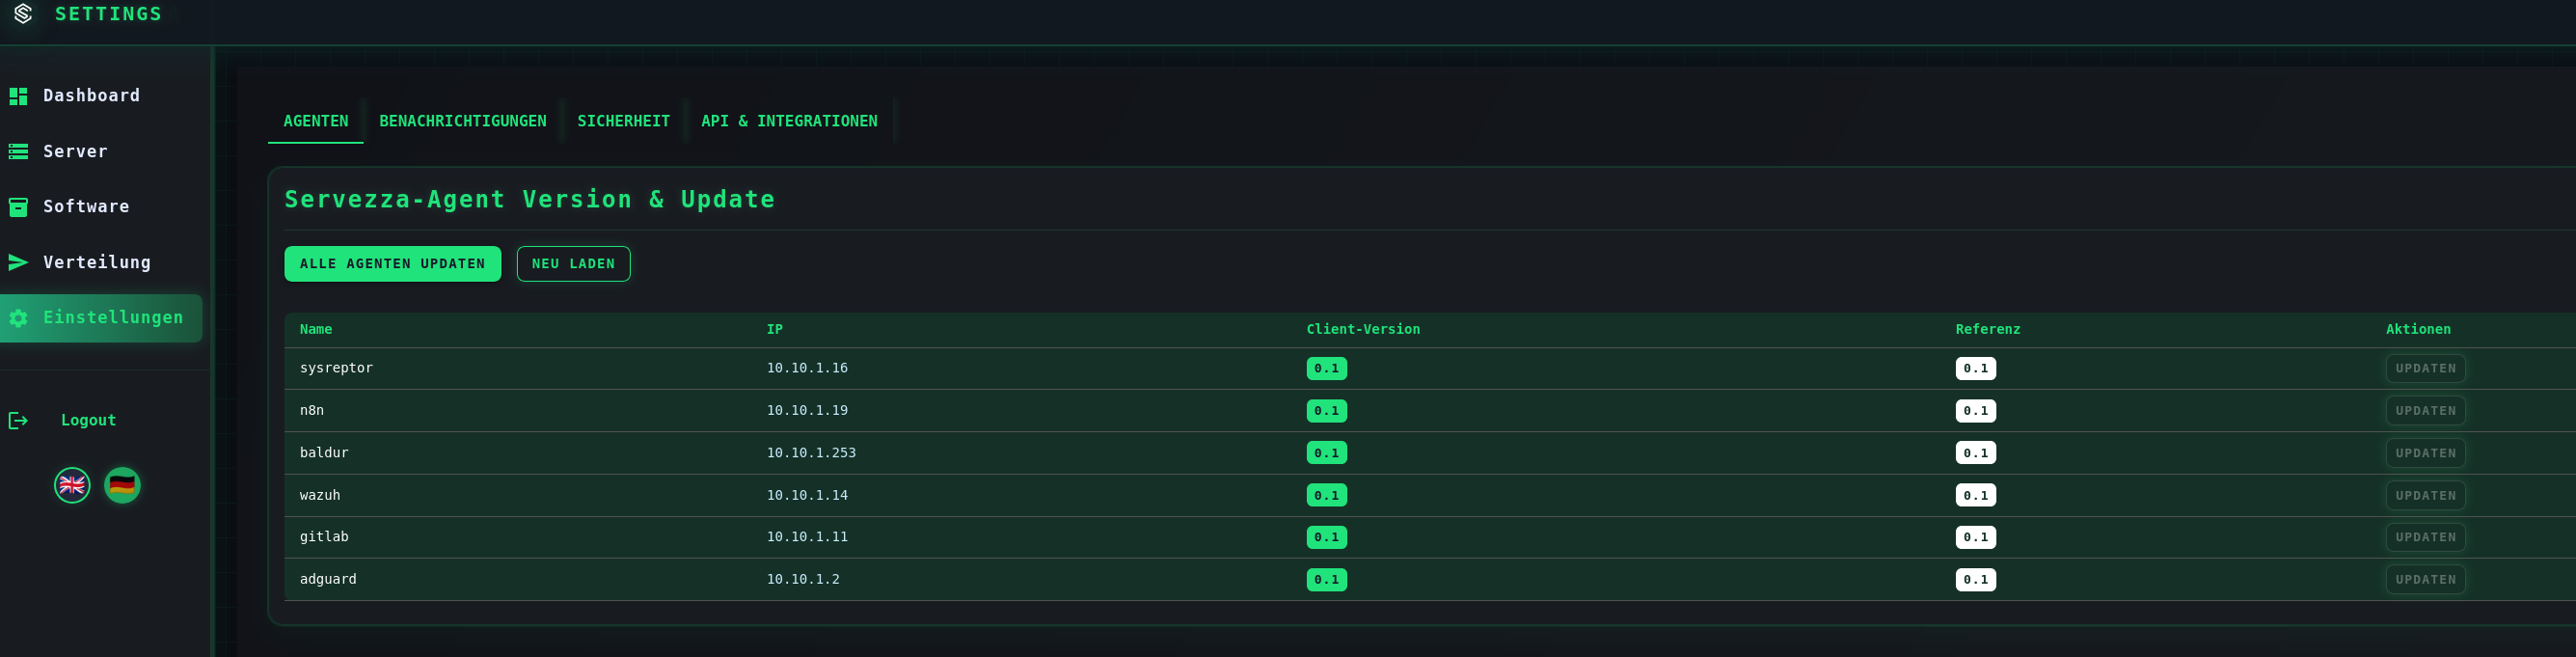 SETTINGS
Dashboard
Server
Software
Verteilung
Einstellungen
Logout
AGENTEN BENACHRICHTIGUNGEN SICHERHEIT API & INTEGRATIONEN
Servezza-Agent Version & Update
ALLE AGENTEN UPDATEN NEU LADEN
Name IP Client-Version Referenz Aktionen
sysreptor 10.10.1.16 0.1 0.1 UPDATEN
n8n 10.10.1.19 0.1 0.1 UPDATEN
baldur 10.10.1.253 0.1 0.1 UPDATEN
wazuh 10.10.1.14 0.1 0.1 UPDATEN
gitlab 10.10.1.11 0.1 0.1 UPDATEN
adguard 10.10.1.2 0.1 0.1 UPDATEN